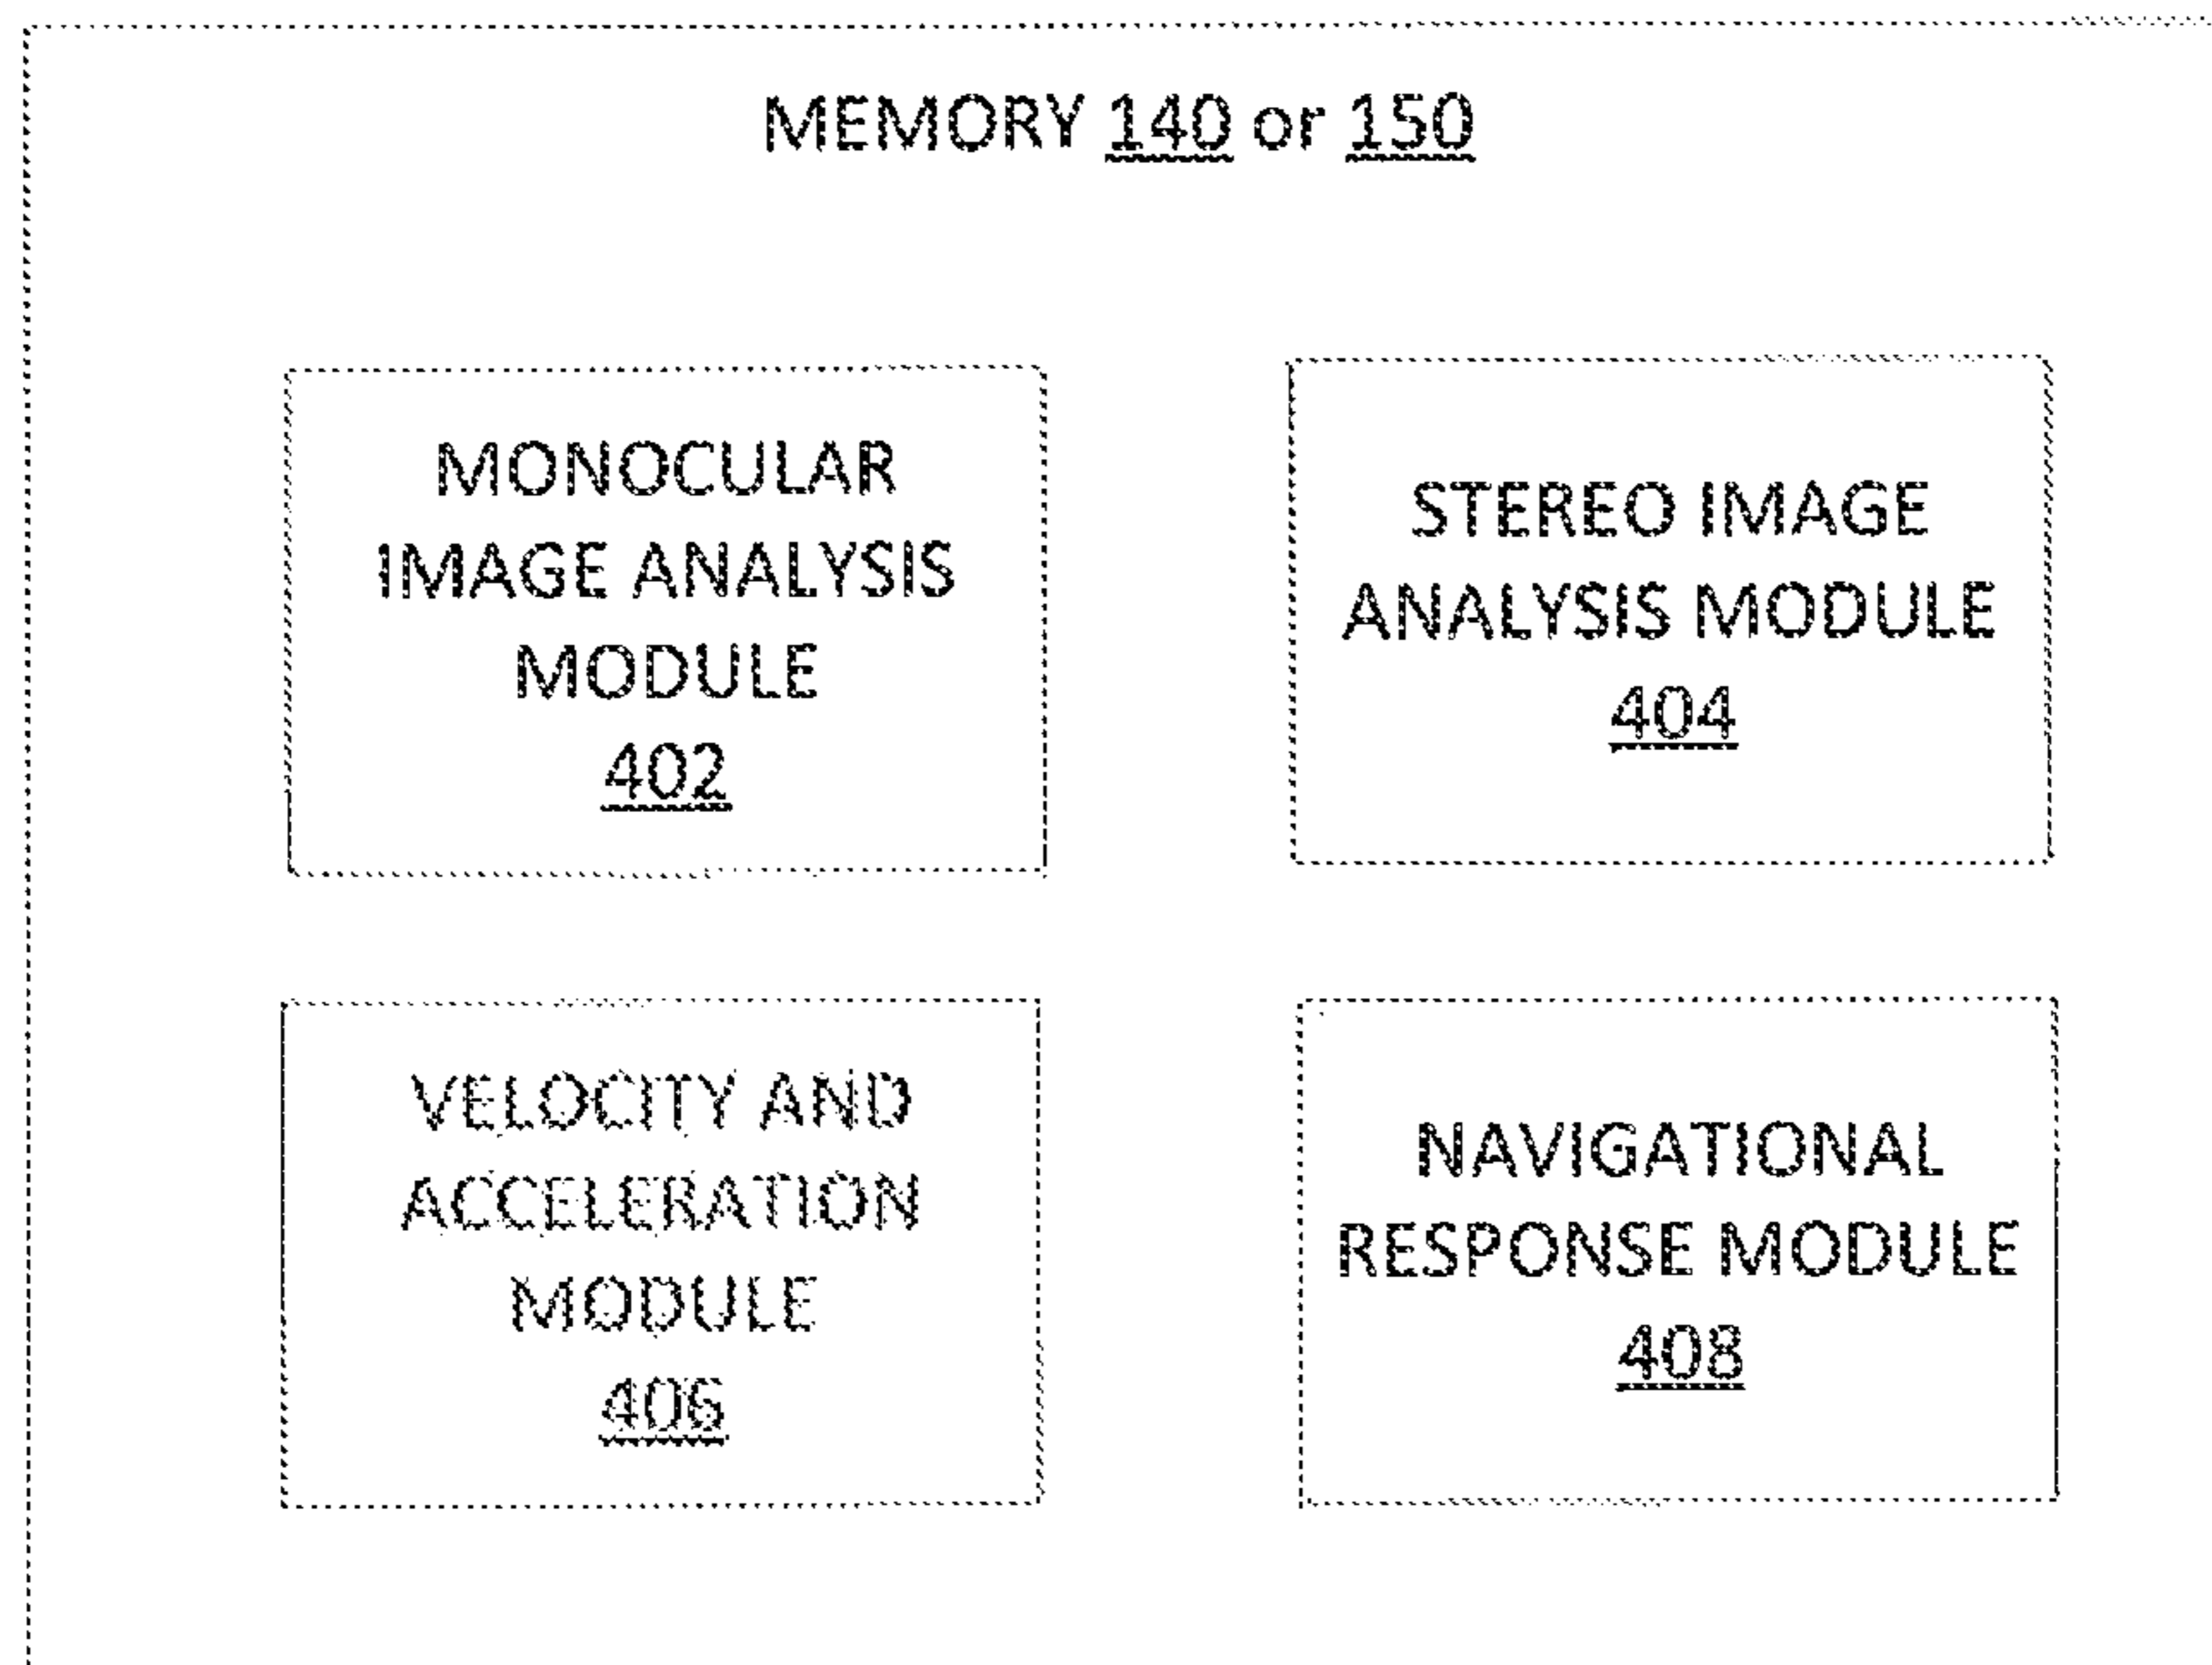 MEMORY 140 or 150
MONOCULAR
IMAGE ANALYSIS
MODULE
402
STEREO IMAGE
ANALYSIS MODULE
404
VELOCITY AND
ACCELERATION
MODULE
406
NAVIGATIONAL
RESPONSE MODULE
408